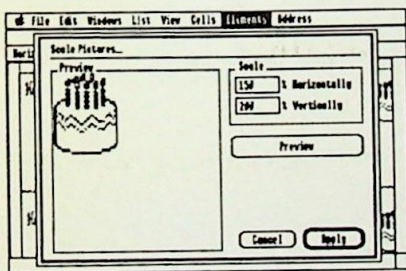 File Edit Windows List View Cells Elements Address
Hori
Scale Pictures...
Preview
Scale
150 % Horizontally
200 % Vertically
Preview
Cancel Apply